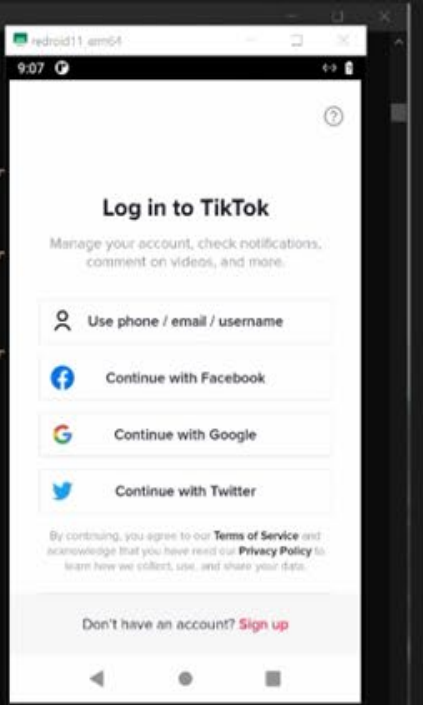 redroid11_arm64
9:07
Log in to TikTok
Manage your account, check notifications,
comment on videos, and more.
Use phone / email / username
Continue with Facebook
Continue with Google
Continue with Twitter
By continuing, you agree to our Terms of Service and
acknowledge that you have read our Privacy Policy to
learn how we collect, use, and share your data.
Don't have an account? Sign up